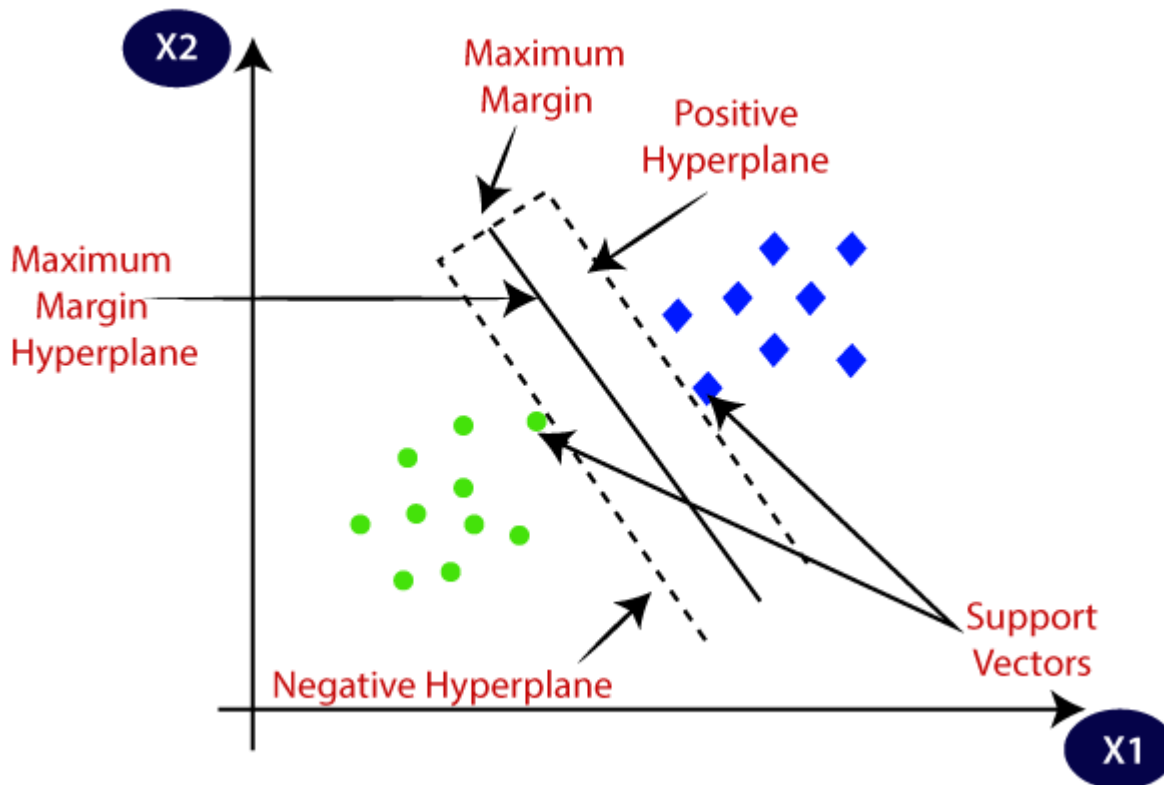 X2
Maximum
Margin
Positive
Hyperplane
Maximum
Margin
Hyperplane
Support
Vectors
Negative Hyperplane
X1